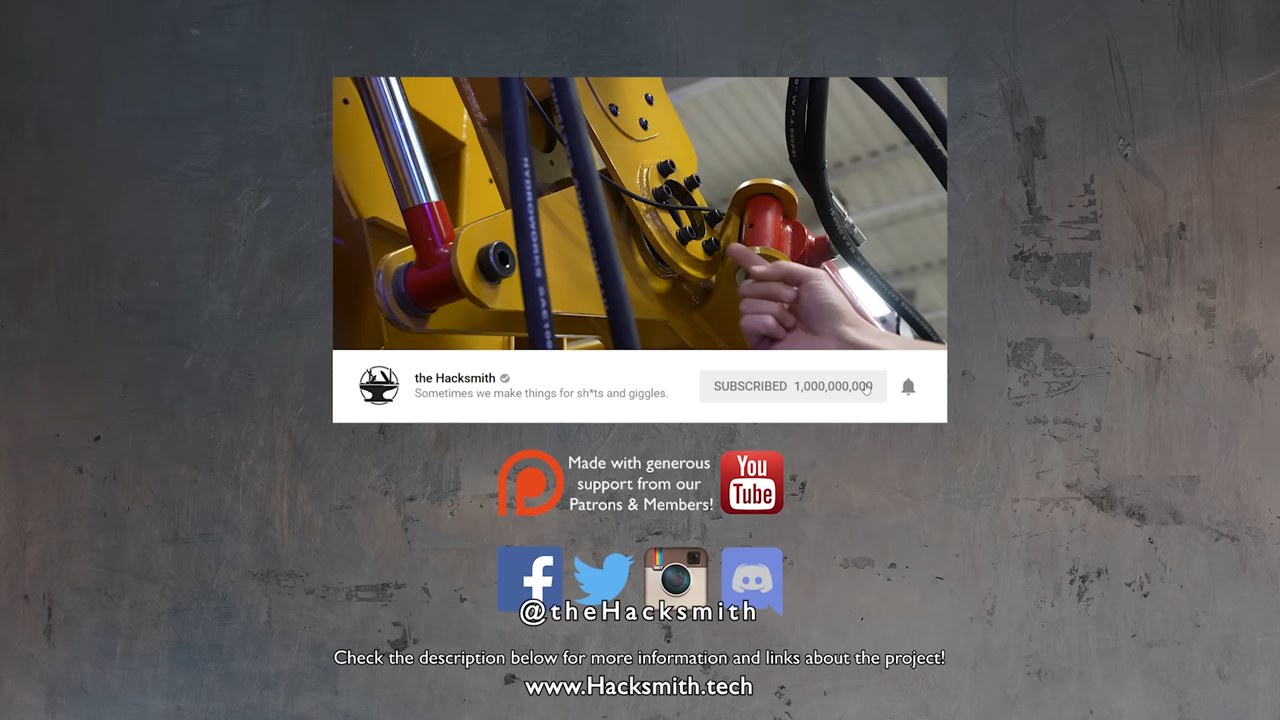 HYDROWORKS SAE100
the Hacksmith
Sometimes we make things for sh*ts and giggles.
SUBSCRIBED 1,000,000,000
Made with generous
support from our
Patrons & Members!
You
Tube
f
@theHacksmith
Check the description below for more information and links about the project!
www.Hacksmith.tech